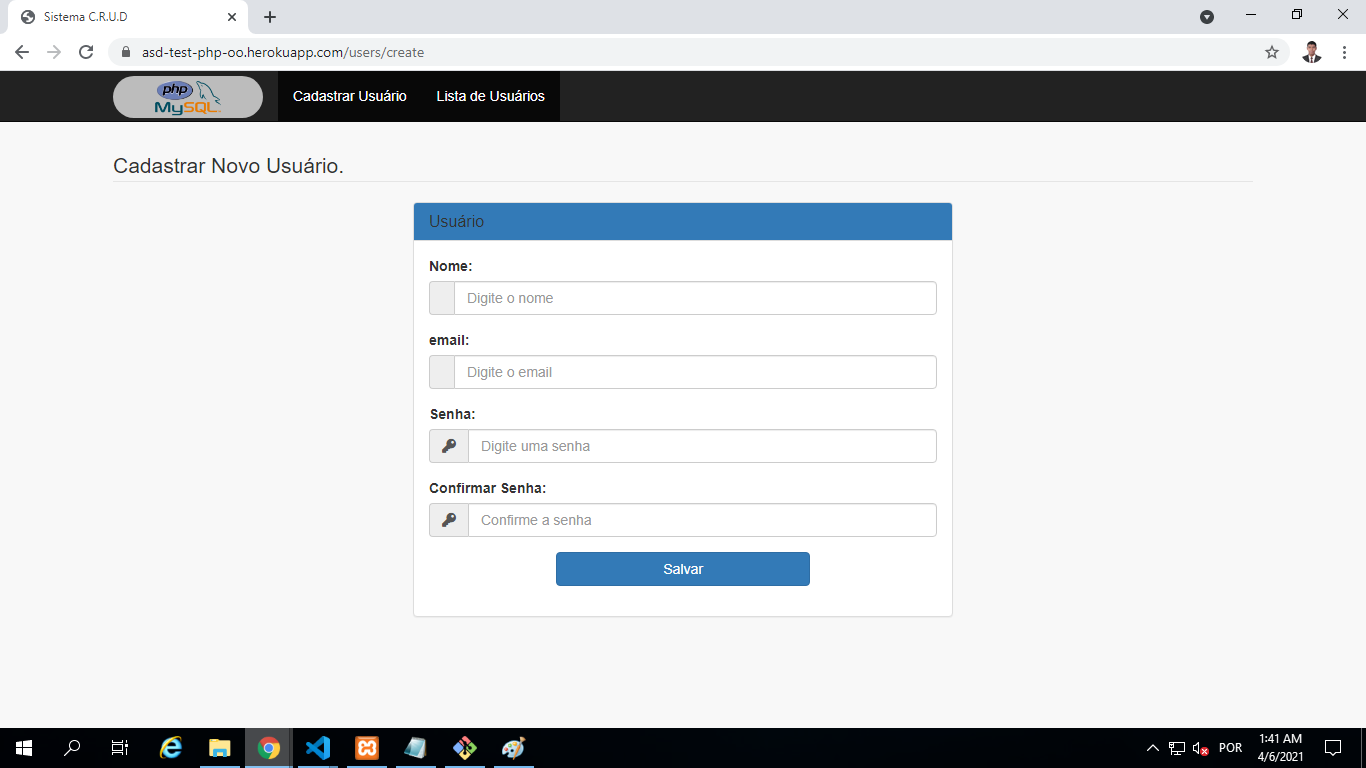 Sistema C.R.U.D
asd-test-php-oo.herokuapp.com/users/create
php
MySQL
Cadastrar Usuário
Lista de Usuários
Cadastrar Novo Usuário.
Usuário
Nome:
Digite o nome
email:
Digite o email
Senha:
Digite uma senha
Confirmar Senha:
Confirme a senha
Salvar
POR
1:41 AM
4/6/2021